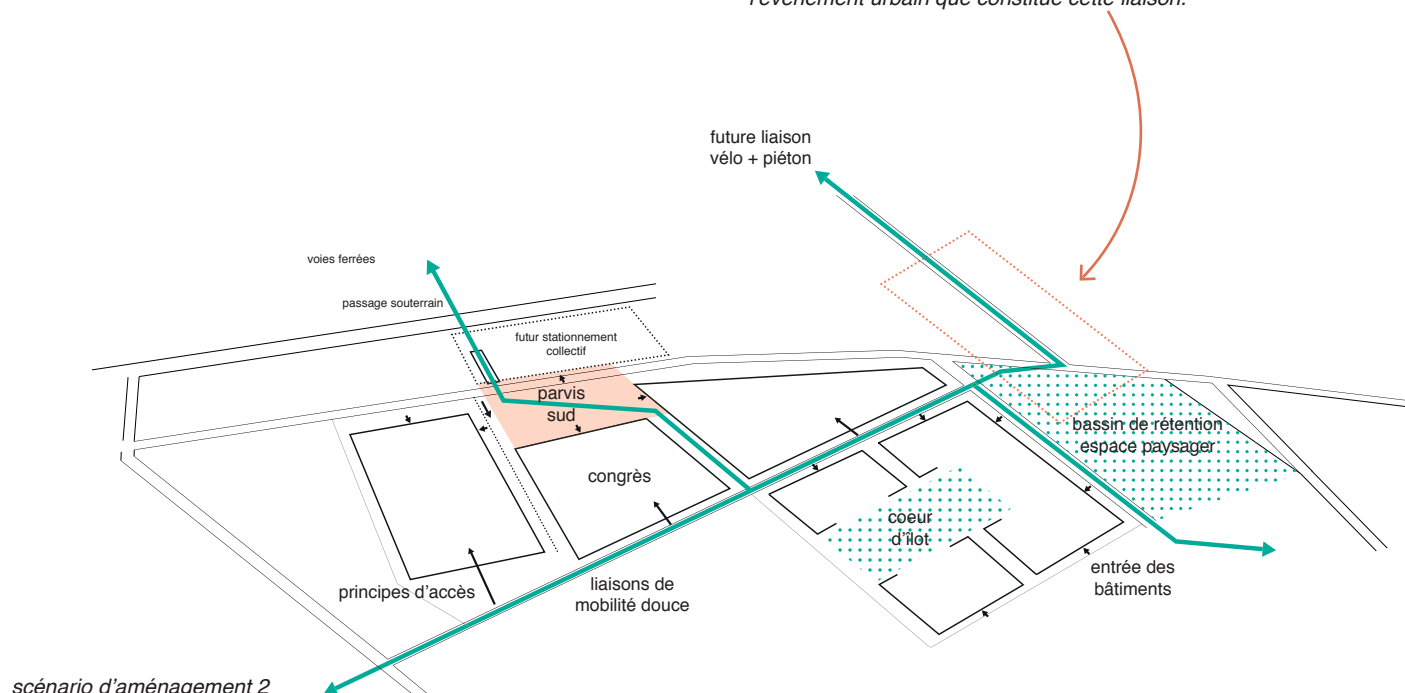 l'événement urbain que constitue cette liaison.
future liaison
vélo + piéton
voies ferrées
passage souterrain
futur stationnement
collectif
parvis
sud
bassin de rétention
espace paysager
congrès
coeur
d'îlot
principes d'accès
liaisons de
mobilité douce
entrée des
bâtiments
scénario d'aménagement 2